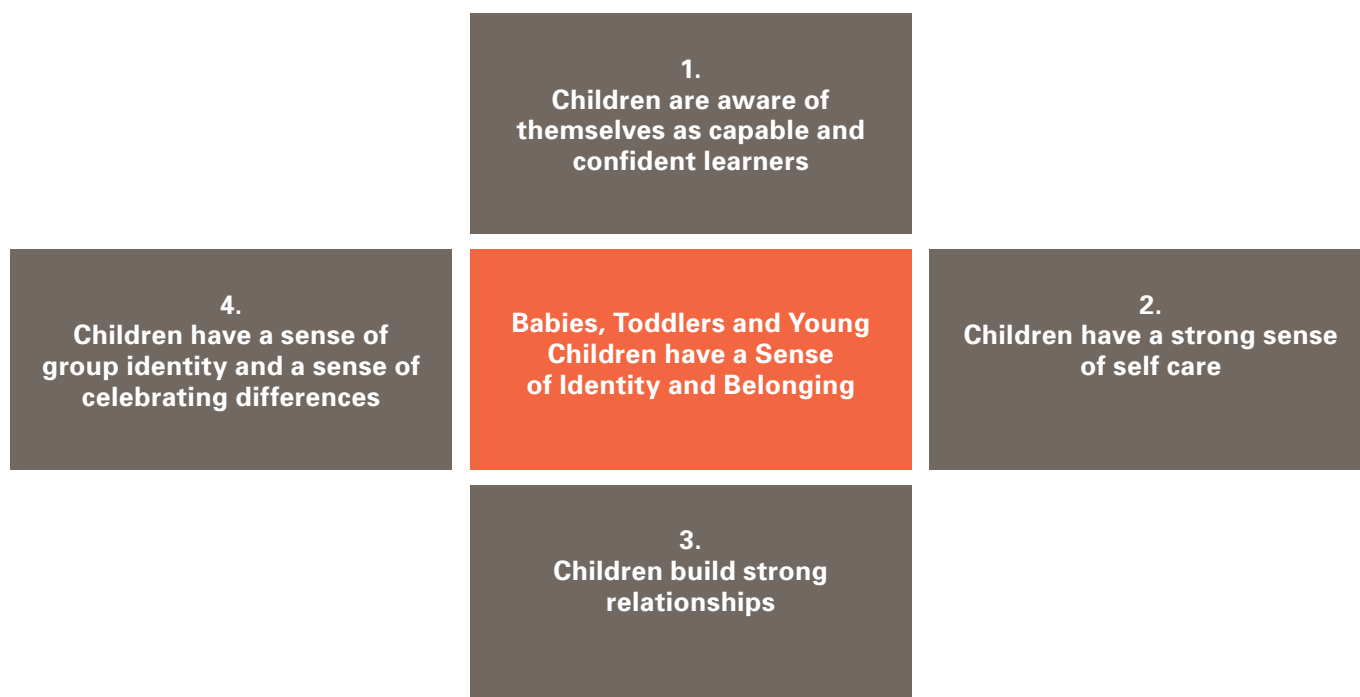 1.
Children are aware of
themselves as capable and
confident learners
4.
Children have a sense of
group identity and a sense of
celebrating differences
Babies, Toddlers and Young
Children have a Sense
of Identity and Belonging
2.
Children have a strong sense
of self care
3.
Children build strong
relationships